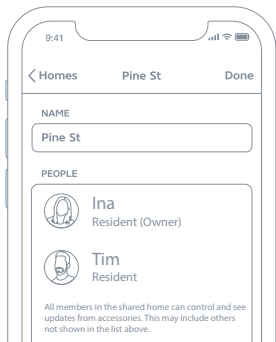 9:41
Homes Pine St Done
NAME
Pine St
PEOPLE
Ina
Resident (Owner)
Tim
Resident
All members in the shared home can control and see
updates from accessories. This may include others
not shown in the list above.